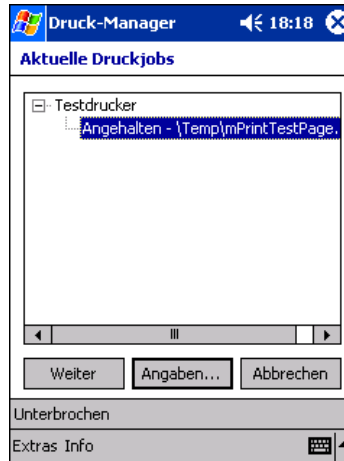 Druck-Manager 18:18
Aktuelle Druckjobs
Testdrucker
Angehalten - \Temp\mPrintTestPage.
Weiter Angaben... Abbrechen
Unterbrochen
Extras Info